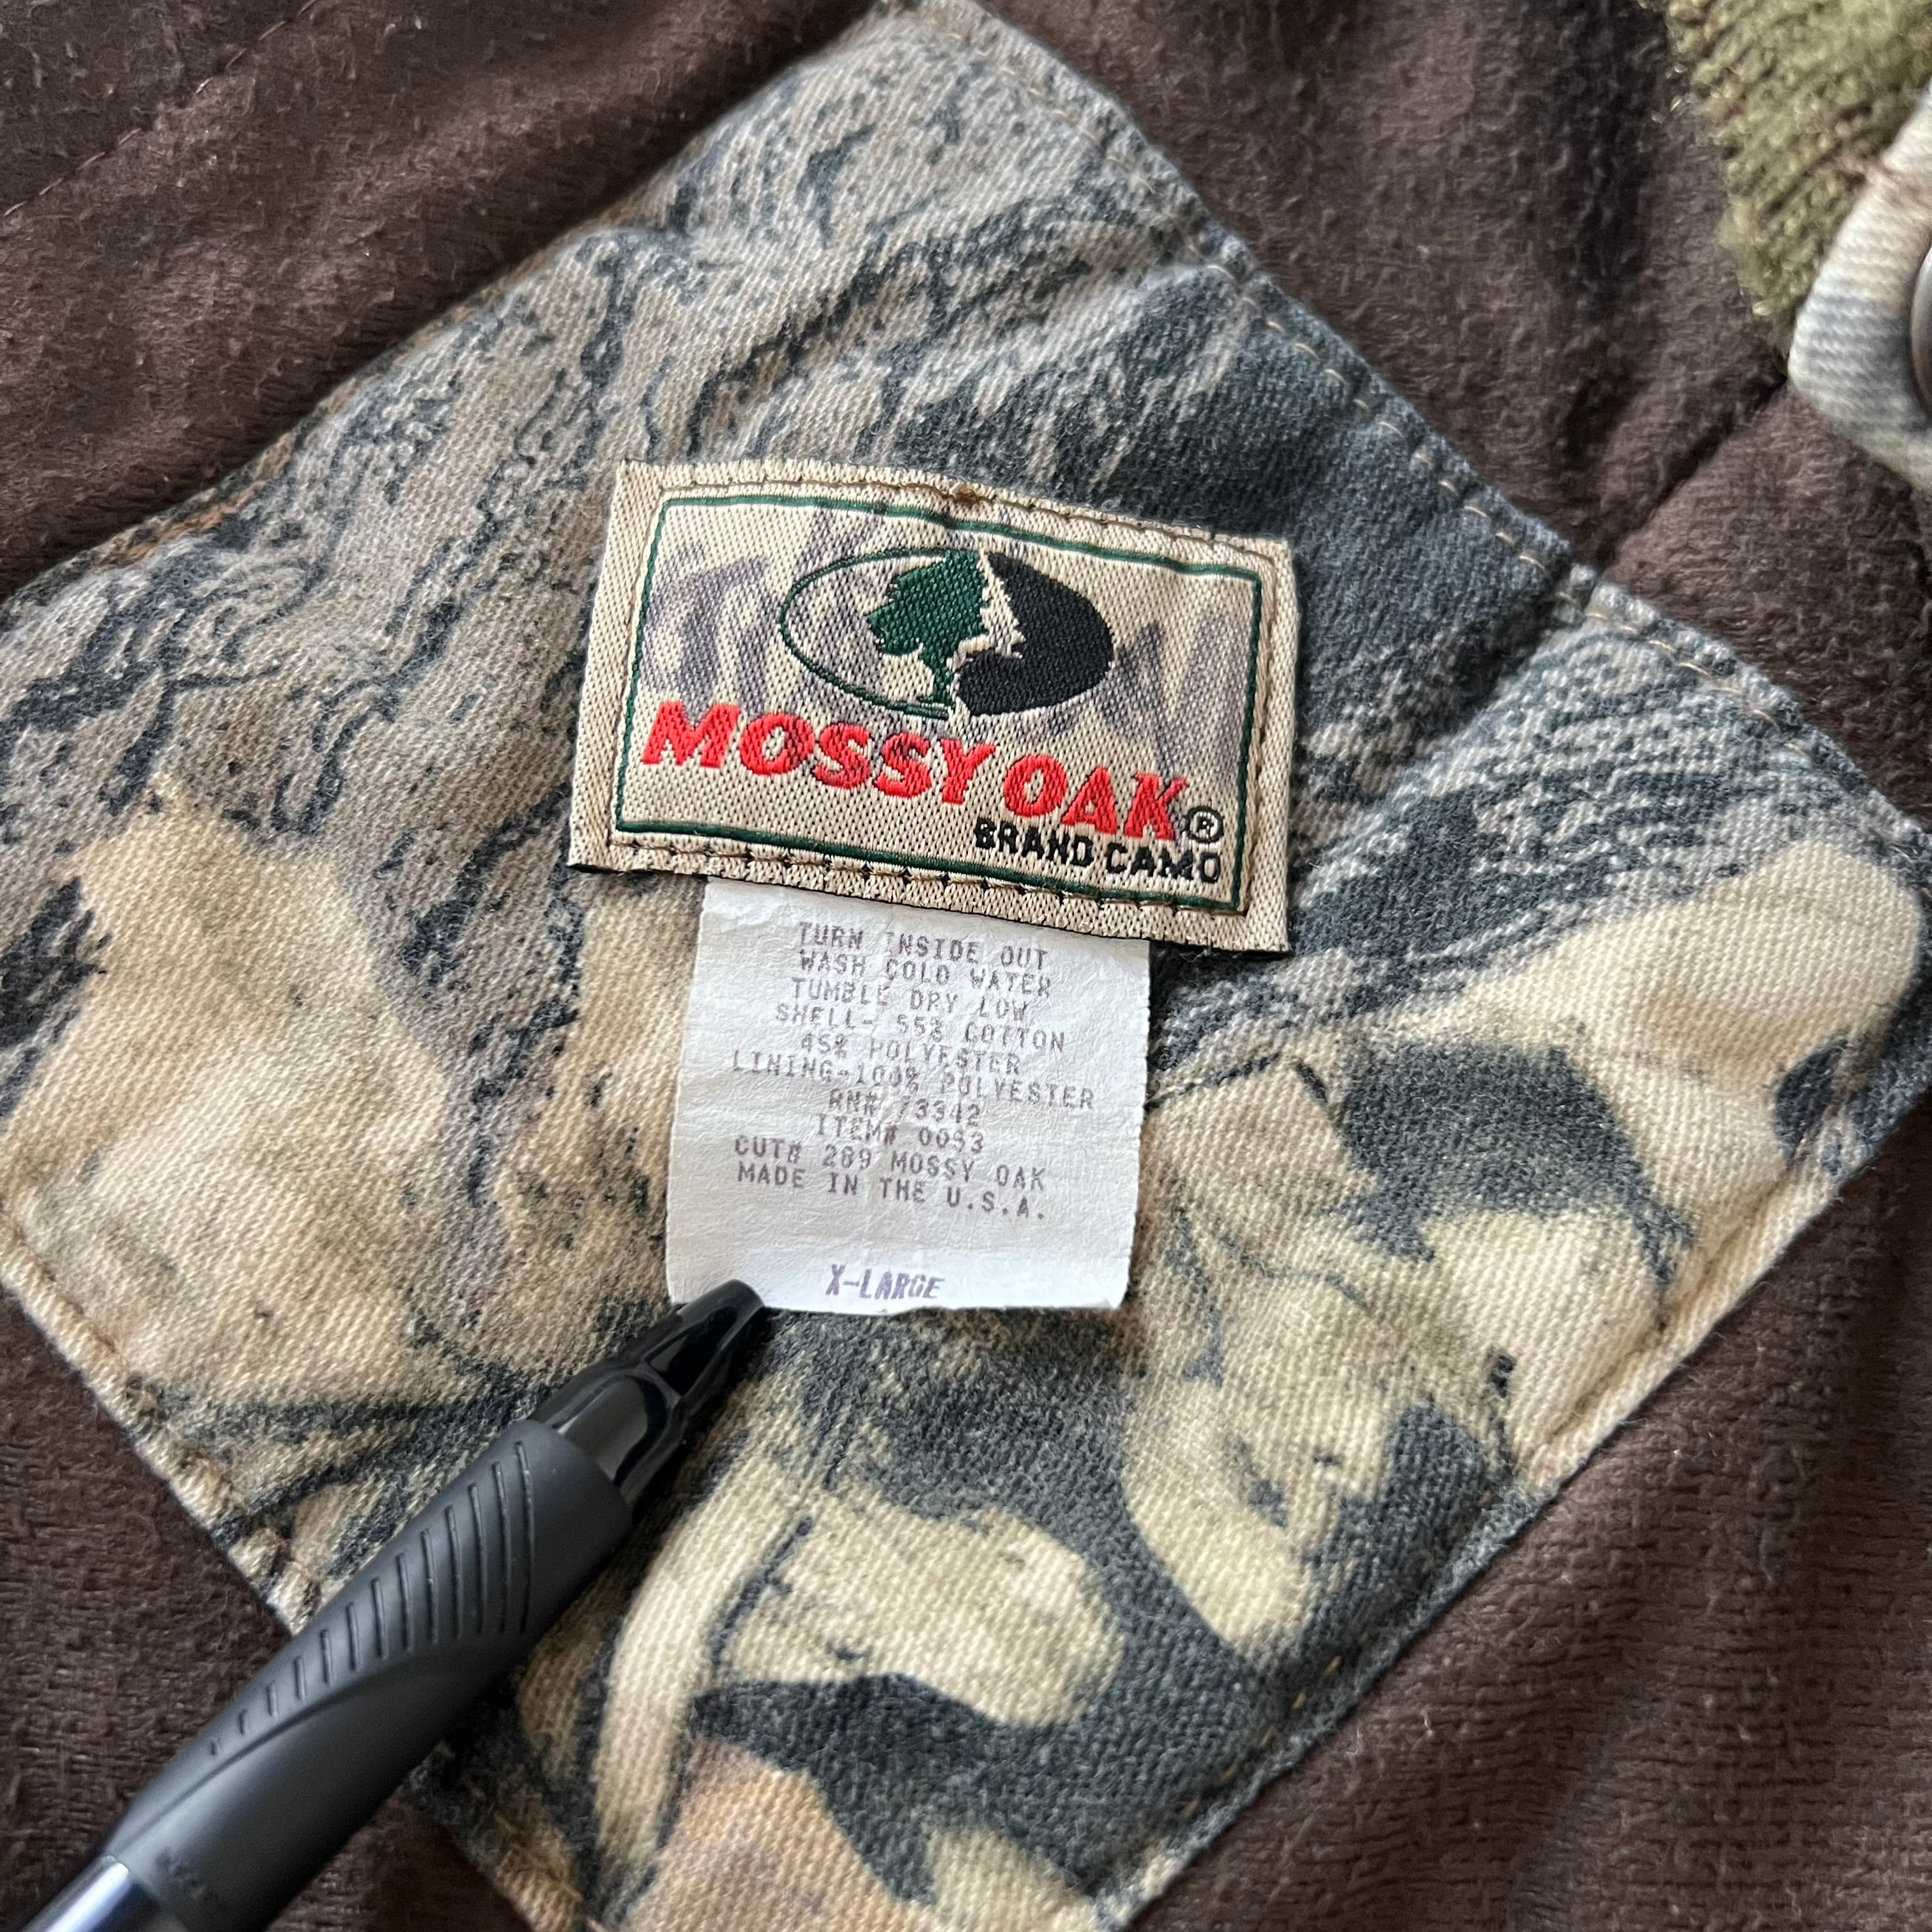 MOSSY OAK®
BRAND CAMO
TURN INSIDE OUT
WASH COLD WATER
TUMBLE DRY LOW
SHELL- 55% COTTON
45% POLYESTER
LINING-100% POLYESTER
RN# 73342
ITEM# 0053
CUT# 289 MOSSY OAK
MADE IN THE U.S.A.
X-LARGE